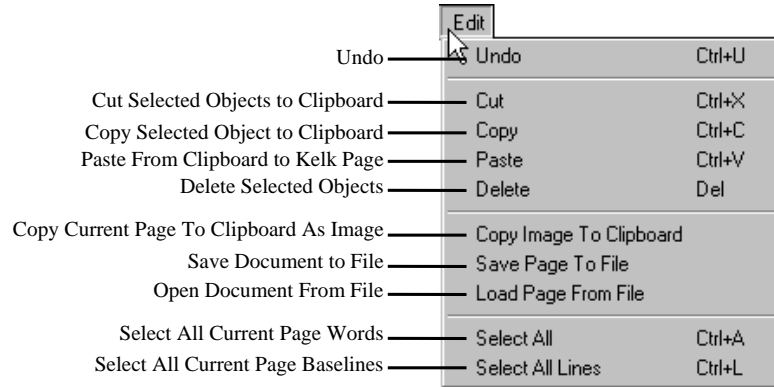 Edit
Undo Undo Ctrl+U
Cut Selected Objects to Clipboard Cut Ctrl+X
Copy Selected Object to Clipboard Copy Ctrl+C
Paste From Clipboard to Kelk Page Paste Ctrl+V
Delete Selected Objects Delete Del
Copy Current Page To Clipboard As Image Copy Image To Clipboard
Save Document to File Save Page To File
Open Document From File Load Page From File
Select All Current Page Words Select All Ctrl+A
Select All Current Page Baselines Select All Lines Ctrl+L